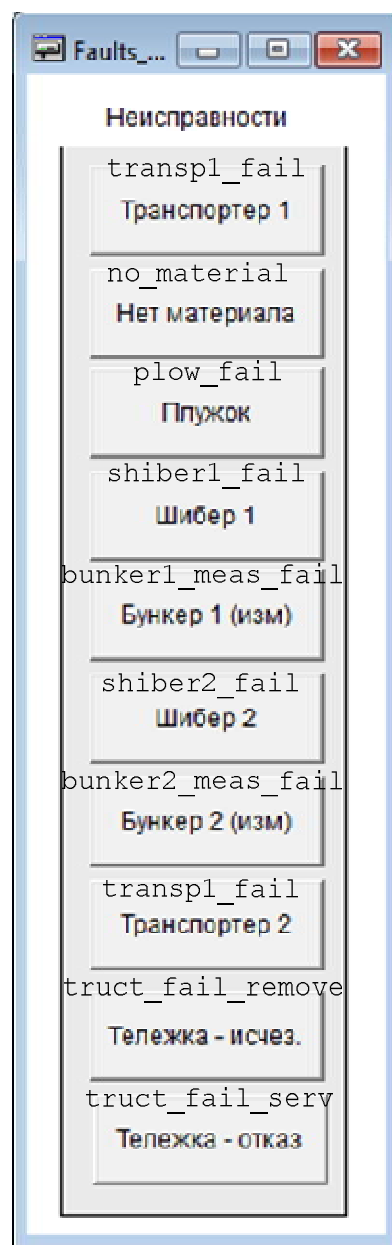 Faults_...
Неисправности
transp1_fail
Транспортер 1
no_material
Нет материала
plow_fail
Плужок
shiber1_fail
Шибер 1
bunker1_meas_fail
Бункер 1 (изм)
shiber2_fail
Шибер 2
bunker2_meas_fail
Бункер 2 (изм)
transp1_fail
Транспортер 2
truct_fail_remove
Тележка - исчез.
truct_fail_serv
Тележка - отказ